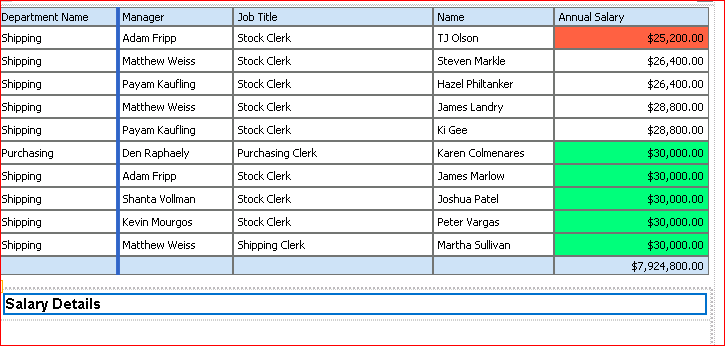 Department Name Manager Job Title Name Annual Salary
Shipping Adam Fripp Stock Clerk TJ Olson $25,200.00
Shipping Matthew Weiss Stock Clerk Steven Markle $26,400.00
Shipping Payam Kaufling Stock Clerk Hazel Philtanker $26,400.00
Shipping Matthew Weiss Stock Clerk James Landry $28,800.00
Shipping Payam Kaufling Stock Clerk Ki Gee $28,800.00
Purchasing Den Raphaely Purchasing Clerk Karen Colmenares $30,000.00
Shipping Adam Fripp Stock Clerk James Marlow $30,000.00
Shipping Shanta Vollman Stock Clerk Joshua Patel $30,000.00
Shipping Kevin Mourgos Stock Clerk Peter Vargas $30,000.00
Shipping Matthew Weiss Shipping Clerk Martha Sullivan $30,000.00
$7,924,800.00
Salary Details